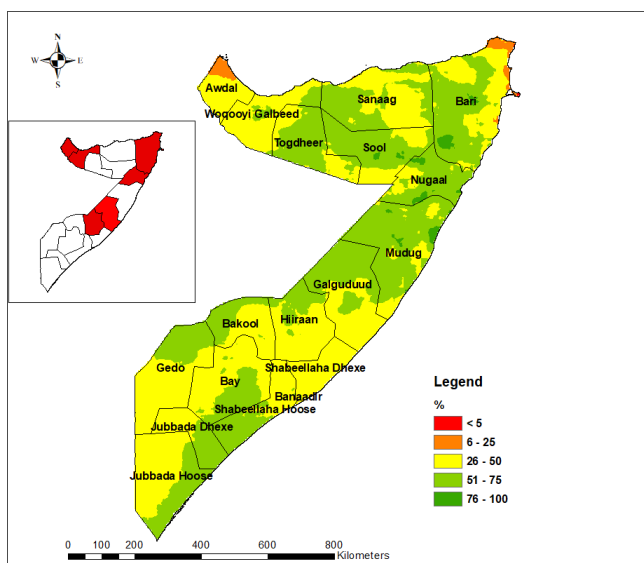 N
W E
S
Awdal
Woqooyi Galbeed
Togdheer
Sanaag
Bari
Sool
Nugaal
Mudug
Galguduud
Hiiraan
Bakool
Gedo
Bay
Shabeellaha Dhexe
Banaadir
Shabeellaha Hoose
Jubbada Dhexe
Jubbada Hoose
Legend
%
< 5
6 - 25
26 - 50
51 - 75
76 - 100
0 100 200 400 600 800
Kilometers